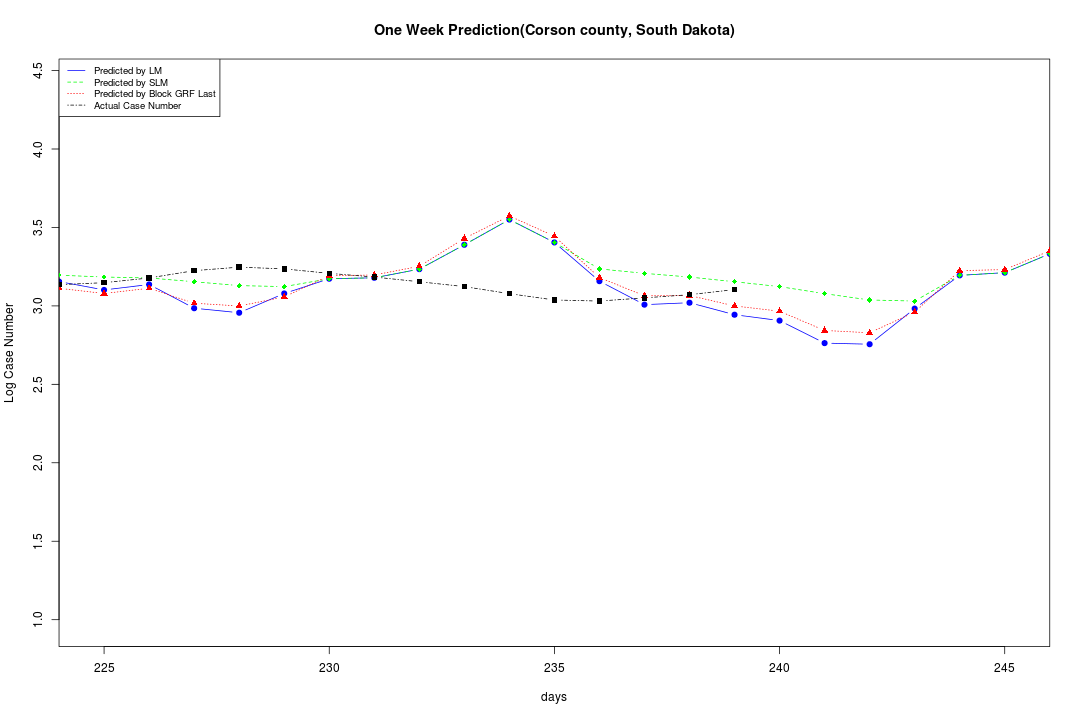 One Week Prediction(Corson county, South Dakota)
Predicted by LM
Predicted by SLM
Predicted by Block GRF Last
Actual Case Number
4.5
4.0
3.5
3.0
2.5
2.0
1.5
1.0
Log Case Number
225 230 235 240 245
days